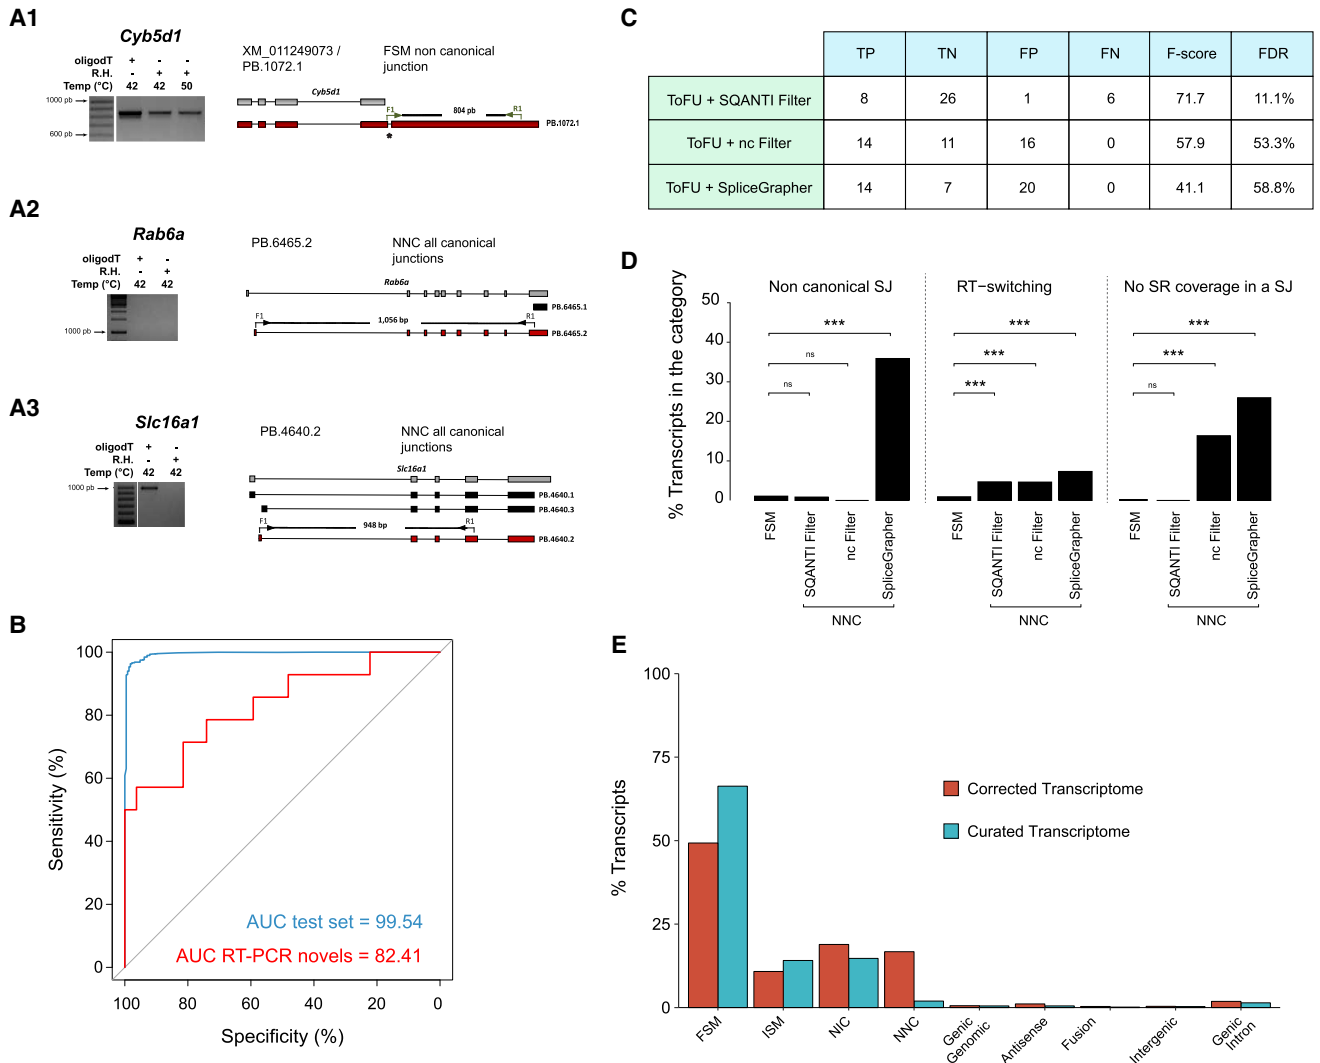 A1
Cyb5d1
oligodT + - -
R.H. - + +
Temp (°C) 42 42 50
1000 pb
600 pb
XM_011249073 /
PB.1072.1
FSM non canonical
junction
Cyb5d1
F1
804 pb
R1
PB.1072.1
*
A2
Rab6a
oligodT + -
R.H. - +
Temp (°C) 42 42
1000 pb
PB.6465.2
NNC all canonical
junctions
Rab6a
PB.6465.1
F1
1,056 bp
R1
PB.6465.2
A3
Slc16a1
oligodT + -
R.H. - +
Temp (°C) 42 42
1000 pb
PB.4640.2
NNC all canonical
junctions
Slc16a1
PB.4640.1
PB.4640.3
F1
948 bp
R1
PB.4640.2
B
Sensitivity (%)
100
80
60
40
20
0
AUC test set = 99.54
AUC RT-PCR novels = 82.41
100 80 60 40 20 0
Specificity (%)
C
TP TN FP FN F-score FDR
ToFU + SQANTI Filter 8 26 1 6 71.7 11.1%
ToFU + nc Filter 14 11 16 0 57.9 53.3%
ToFU + SpliceGrapher 14 7 20 0 41.1 58.8%
D
% Transcripts in the category
50
40
30
20
10
0
Non canonical SJ
***
ns
ns
FSM
SQANTI Filter
nc Filter
SpliceGrapher
NNC
RT−switching
***
***
***
FSM
SQANTI Filter
nc Filter
SpliceGrapher
NNC
No SR coverage in a SJ
***
***
ns
FSM
SQANTI Filter
nc Filter
SpliceGrapher
NNC
E
% Transcripts
100
75
50
25
0
Corrected Transcriptome
Curated Transcriptome
FSM
ISM
NIC
NNC
Genic
Genomic
Antisense
Fusion
Intergenic
Genic
Intron